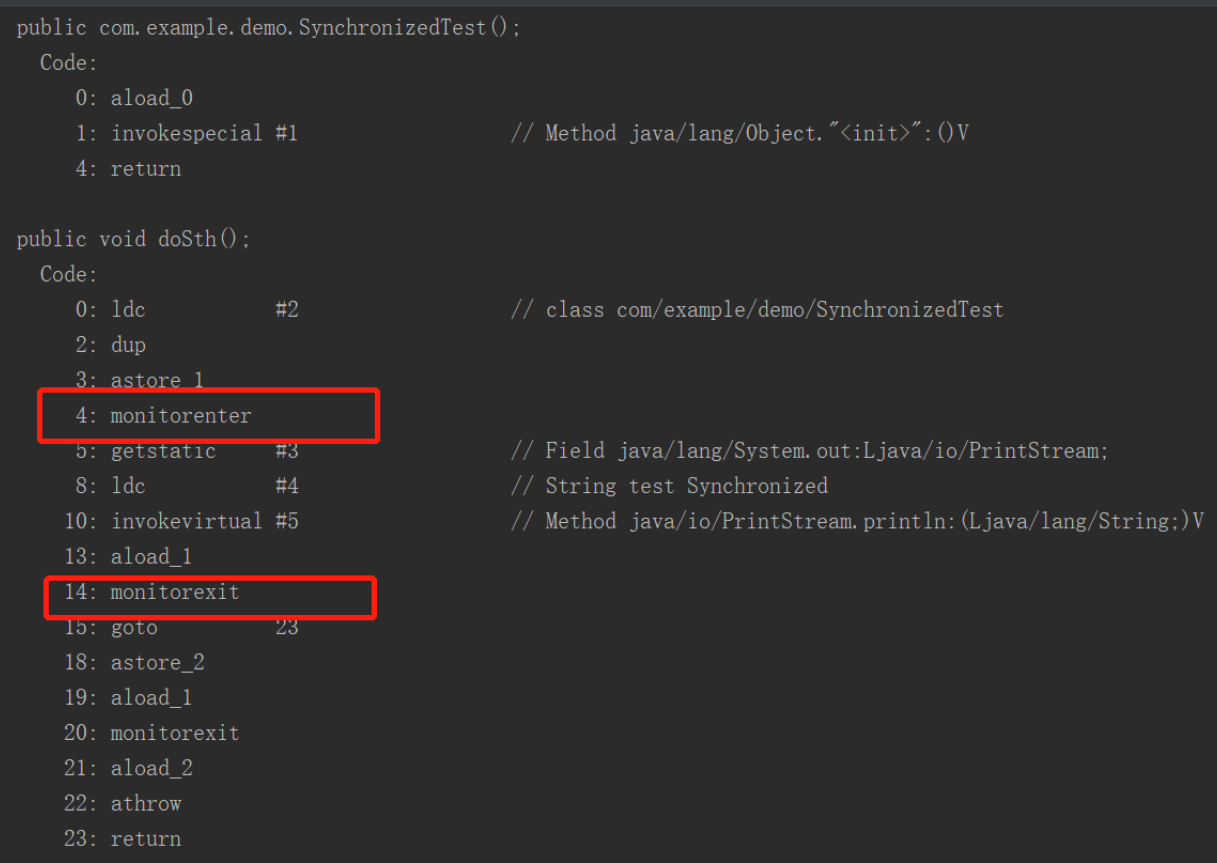 public com.example.demo.SynchronizedTest();
Code:
0: aload_0
1: invokespecial #1 // Method java/lang/Object."<init>":()V
4: return
public void doSth();
Code:
0: ldc #2 // class com/example/demo/SynchronizedTest
2: dup
3: astore_1
4: monitorenter
5: getstatic #3 // Field java/lang/System.out:Ljava/io/PrintStream;
8: ldc #4 // String test Synchronized
10: invokevirtual #5 // Method java/io/PrintStream.println:(Ljava/lang/String;)V
13: aload_1
14: monitorexit
15: goto 23
18: astore_2
19: aload_1
20: monitorexit
21: aload_2
22: athrow
23: return